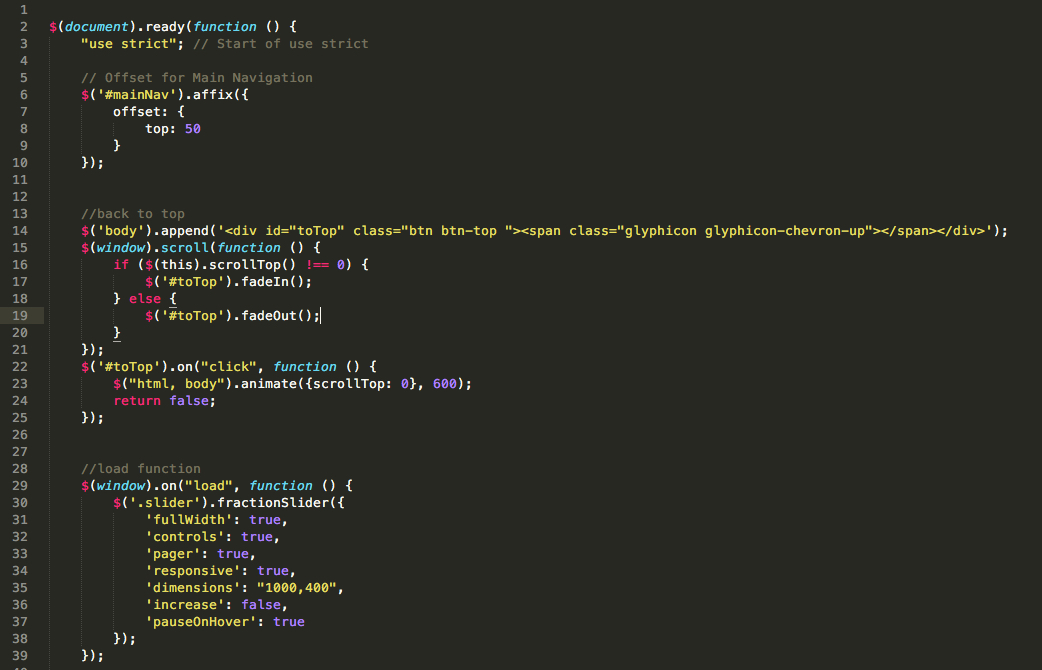 1
2 $(document).ready(function () {
3     "use strict"; // Start of use strict
4
5     // Offset for Main Navigation
6     $('#mainNav').affix({
7         offset: {
8             top: 50
9         }
10     });
11
12
13     //back to top
14     $('body').append('<div id="toTop" class="btn btn-top "><span class="glyphicon glyphicon-chevron-up"></span></div>');
15     $(window).scroll(function () {
16         if ($(this).scrollTop() !== 0) {
17             $('#toTop').fadeIn();
18         } else {
19             $('#toTop').fadeOut();
20         }
21     });
22     $('#toTop').on("click", function () {
23         $("html, body").animate({scrollTop: 0}, 600);
24         return false;
25     });
26
27
28     //load function
29     $(window).on("load", function () {
30         $('.slider').fractionSlider({
31             'fullWidth': true,
32             'controls': true,
33             'pager': true,
34             'responsive': true,
35             'dimensions': "1000,400",
36             'increase': false,
37             'pauseOnHover': true
38         });
39     });